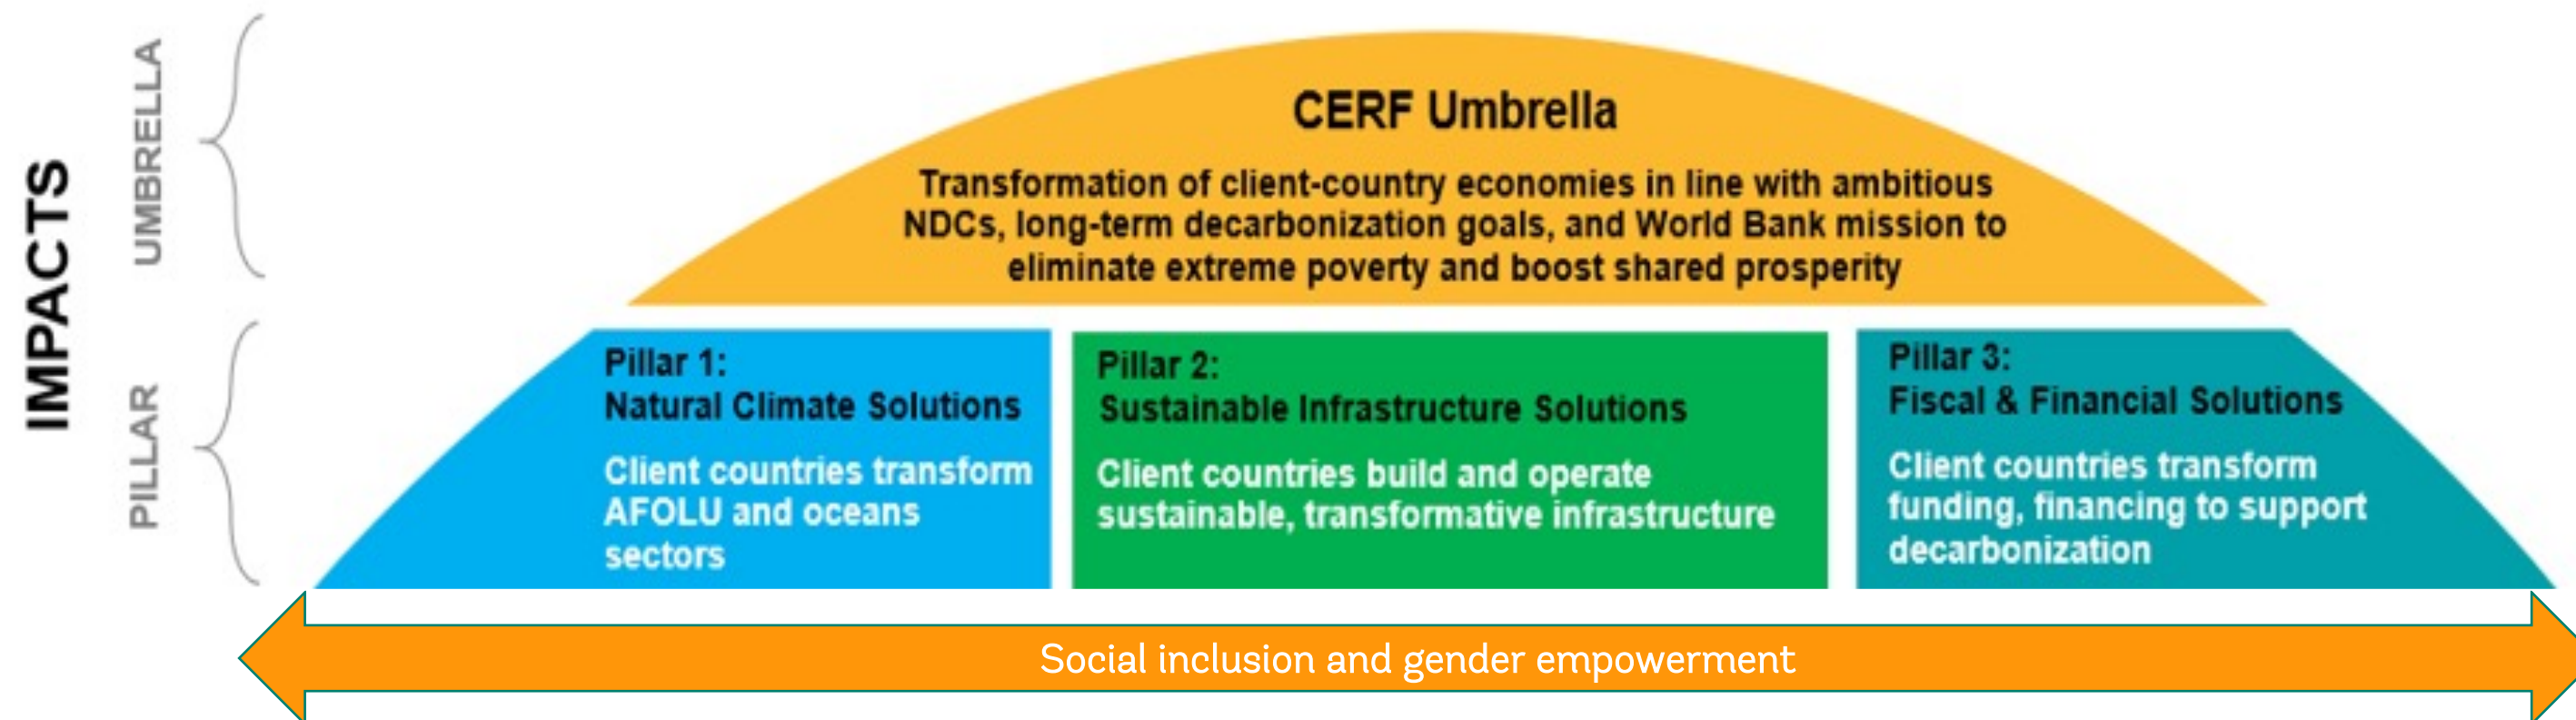 IMPACTS
UMBRELLA
CERF Umbrella
Transformation of client-country economies in line with ambitious
NDCs, long-term decarbonization goals, and World Bank mission to
eliminate extreme poverty and boost shared prosperity
PILLAR
Pillar 1:
Natural Climate Solutions
Client countries transform
AFOLU and oceans
sectors
Pillar 2:
Sustainable Infrastructure Solutions
Client countries build and operate
sustainable, transformative infrastructure
Pillar 3:
Fiscal & Financial Solutions
Client countries transform
funding, financing to support
decarbonization
Social inclusion and gender empowerment